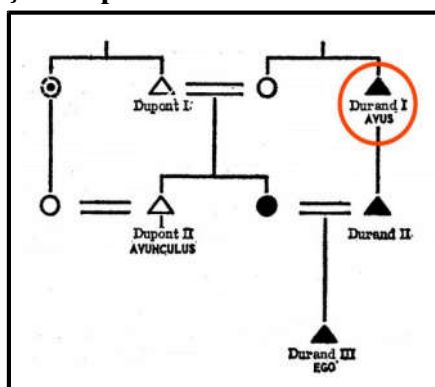 Dupont I
Durand I
AVUS
Dupont II
AVUNCULUS
Durand II
Durand III
EGO